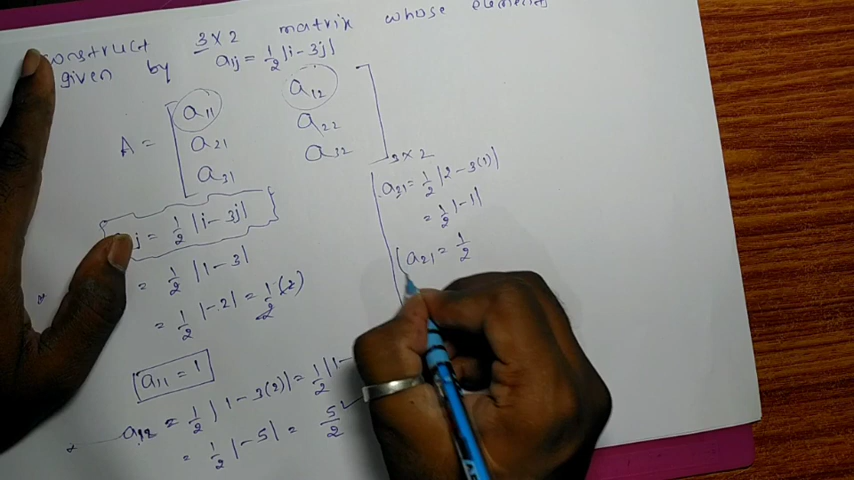 construct 3×2 matrix whose element
given by aij = 1/2 |i - 3j|
A = [ a11 a12
a21 a22
a31 a32 ] 3×2
j = 1/2 |i - 3j|
= 1/2 |1 - 3|
= 1/2 |-2| = 1/2 (2)
a11 = 1
a12 = 1/2 |1 - 3(2)| = 1/2 |1 -
= 1/2 |-5| = 5/2
a21 = 1/2 |2 - 3(1)|
= 1/2 |-1|
a21 = 1/2